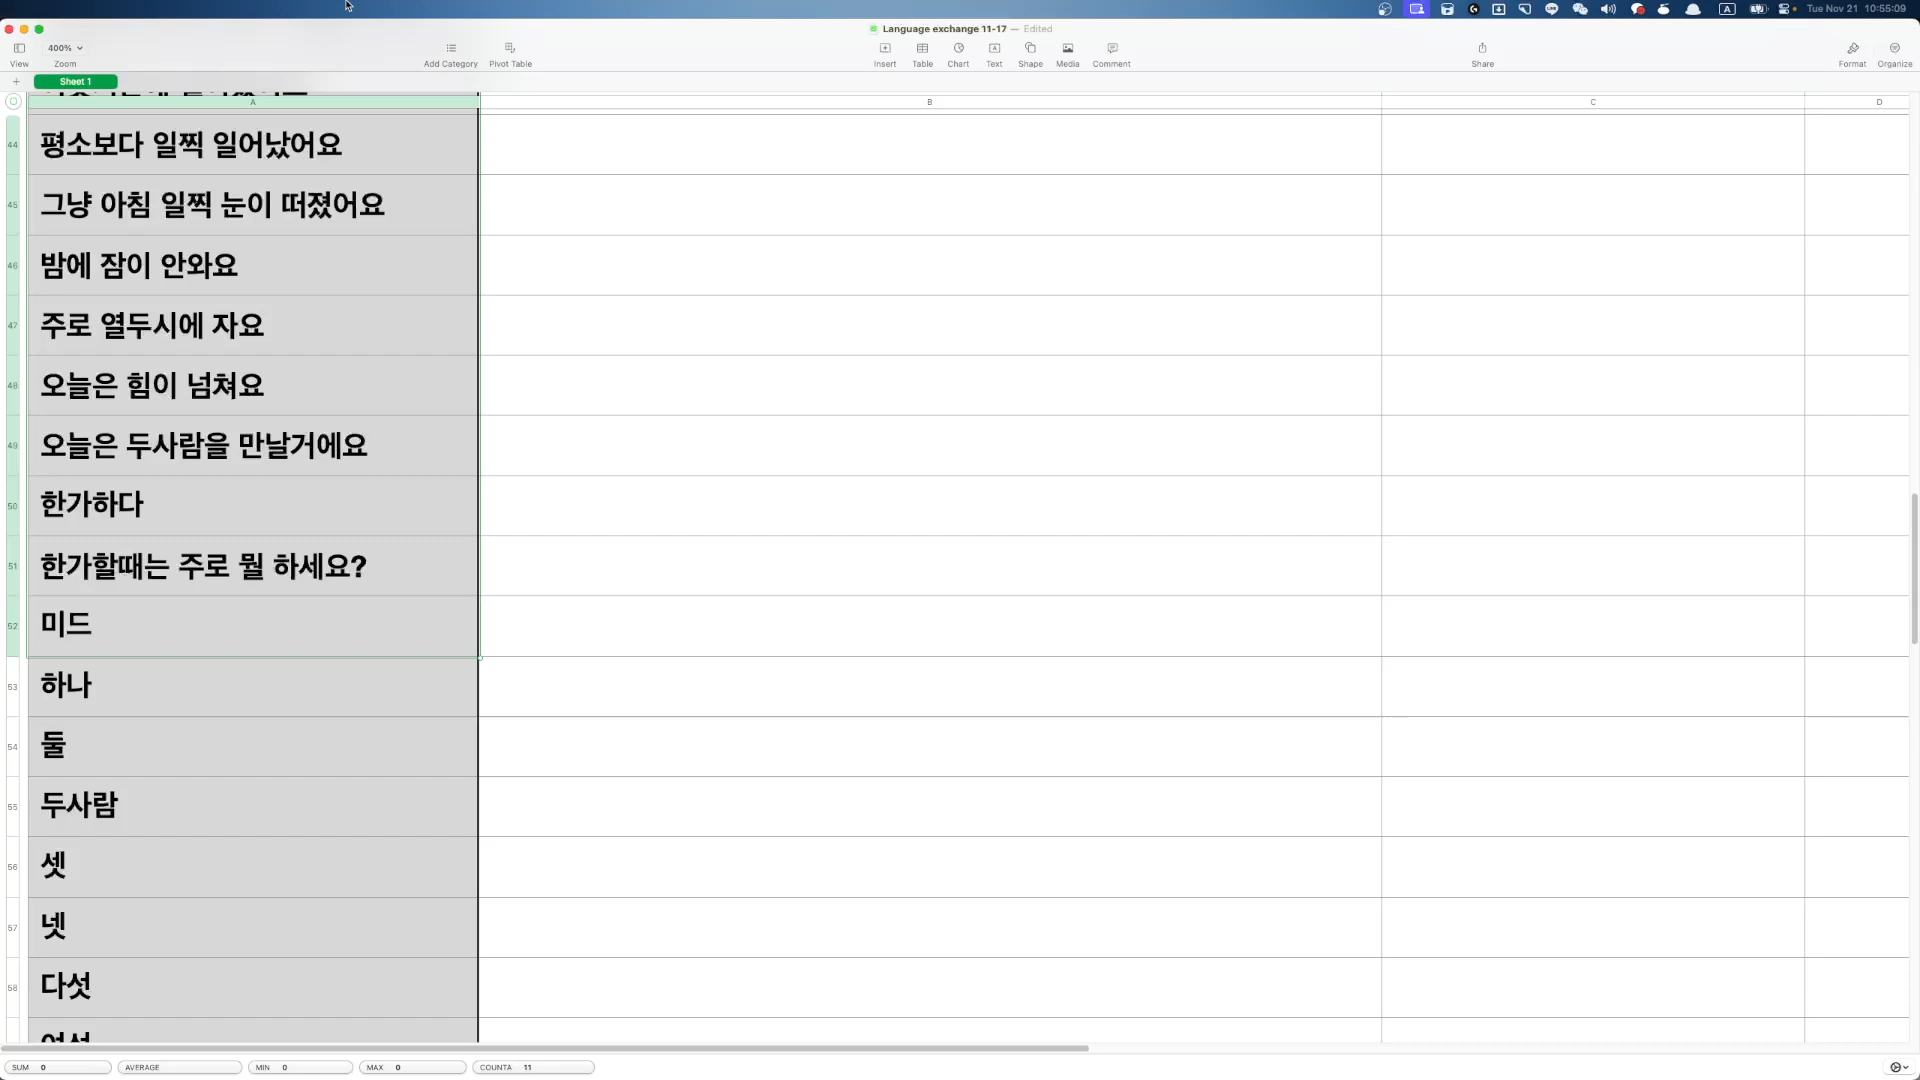 Tue Nov 21 10:55:09
Language exchange 11-17 — Edited
400%
View
Zoom
Add Category
Pivot Table
Insert
Table
Chart
Text
Shape
Media
Comment
Share
Format
Organize
Sheet 1
A
B
C
D
44 평소보다 일찍 일어났어요
45 그냥 아침 일찍 눈이 떠졌어요
46 밤에 잠이 안와요
47 주로 열두시에 자요
48 오늘은 힘이 넘쳐요
49 오늘은 두사람을 만날거에요
50 한가하다
51 한가할때는 주로 뭘 하세요?
52 미드
53 하나
54 둘
55 두사람
56 셋
57 넷
58 다섯
SUM 0
AVERAGE
MIN 0
MAX 0
COUNTA 11